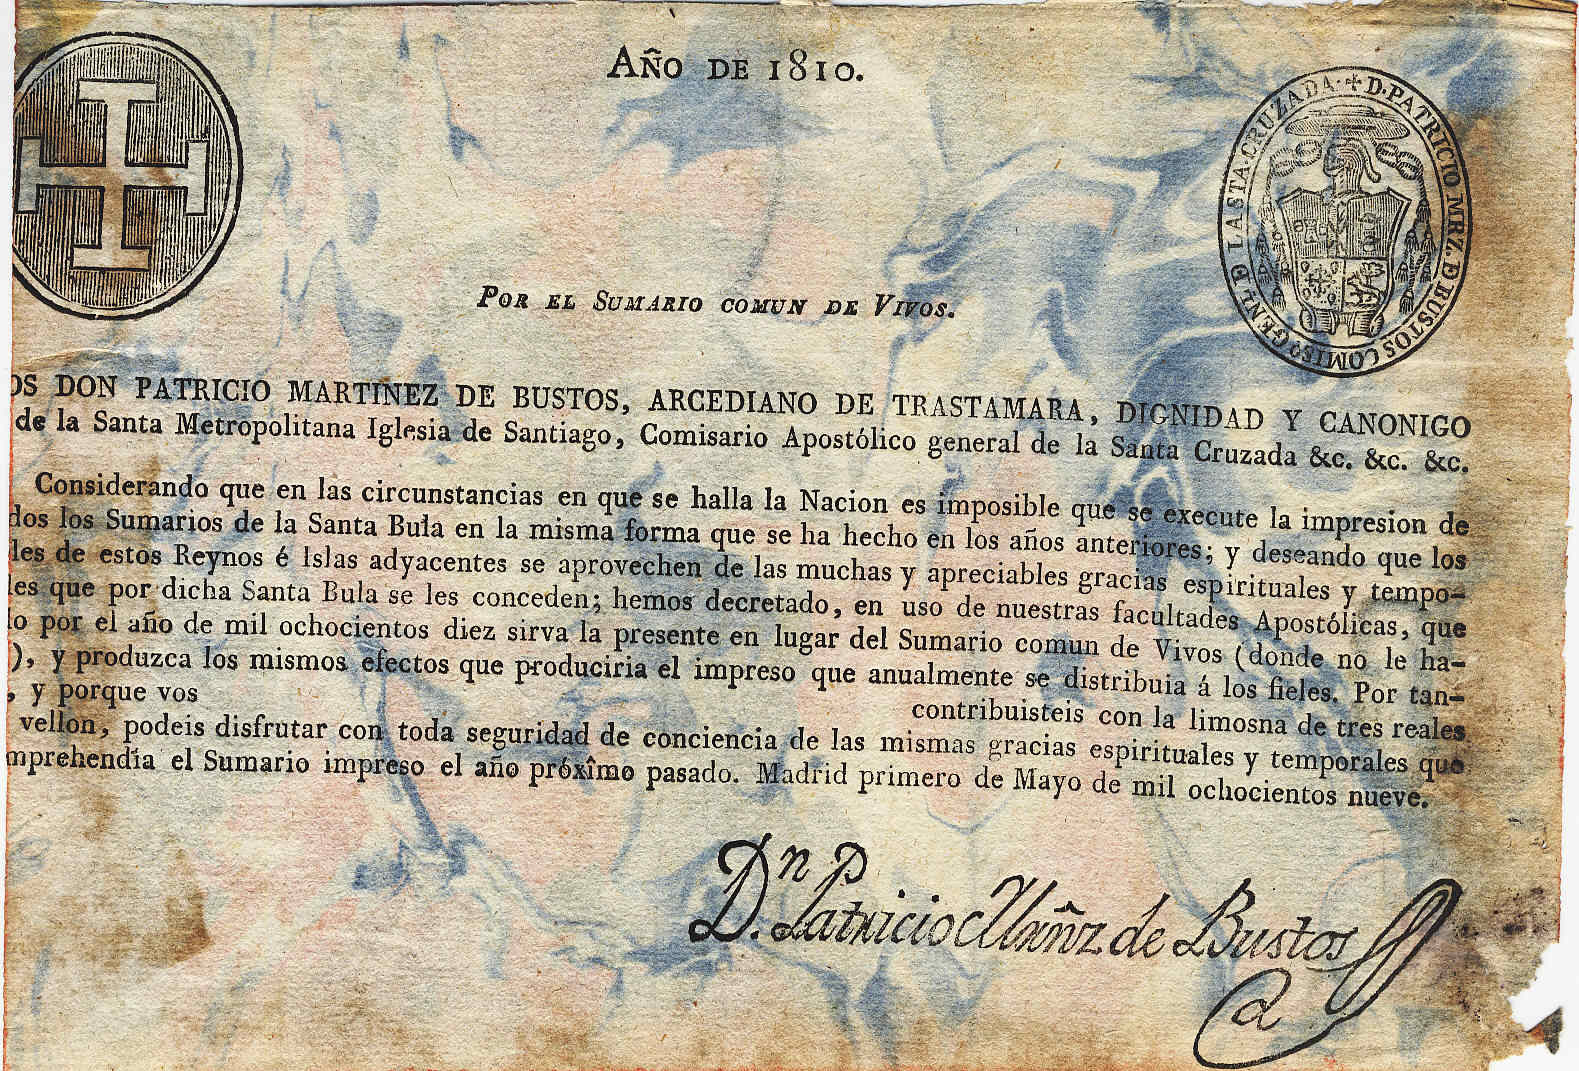 AÑO DE 1810.
D. PATRICIO MRZ. D BUSTOS COMISO. GENL. D LA STA. CRUZADA.
POR EL SUMARIO COMUN DE VIVOS.
OS DON PATRICIO MARTINEZ DE BUSTOS, ARCEDIANO DE TRASTAMARA, DIGNIDAD Y CANONIGO
de la Santa Metropolitana Iglesia de Santiago, Comisario Apostólico general de la Santa Cruzada &c. &c. &c.
Considerando que en las circunstancias en que se halla la Nacion es imposible que se execute la impresion de
dos los Sumarios de la Santa Bula en la misma forma que se ha hecho en los años anteriores; y deseando que los
les de estos Reynos é Islas adyacentes se aprovechen de las muchas y apreciables gracias espirituales y tempo-
les que por dicha Santa Bula se les conceden; hemos decretado, en uso de nuestras facultades Apostólicas, que
lo por el año de mil ochocientos diez sirva la presente en lugar del Sumario comun de Vivos (donde no le ha-
), y produzca los mismos efectos que produciria el impreso que anualmente se distribuia á los fieles. Por tan-
, y porque vos contribuisteis con la limosna de tres reales
vellon, podeis disfrutar con toda seguridad de conciencia de las mismas gracias espirituales y temporales que
mprehendia el Sumario impreso el año próximo pasado. Madrid primero de Mayo de mil ochocientos nueve.
Dn. Patricio Mrñz de Bustos